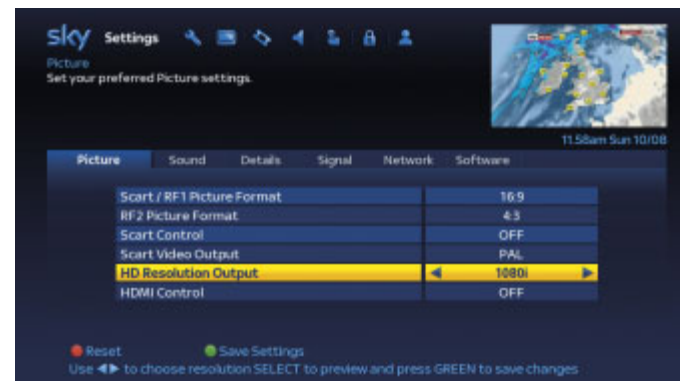 sky Settings
Picture
Set your preferred Picture settings.
11.58am Sun 10/08
Picture Sound Details Signal Network Software
Scart / RF1 Picture Format 16:9
RF2 Picture Format 4:3
Scart Control OFF
Scart Video Output PAL
HD Resolution Output 1080i
HDMI Control OFF
Reset Save Settings
Use ◀▶ to choose resolution SELECT to preview and press GREEN to save changes